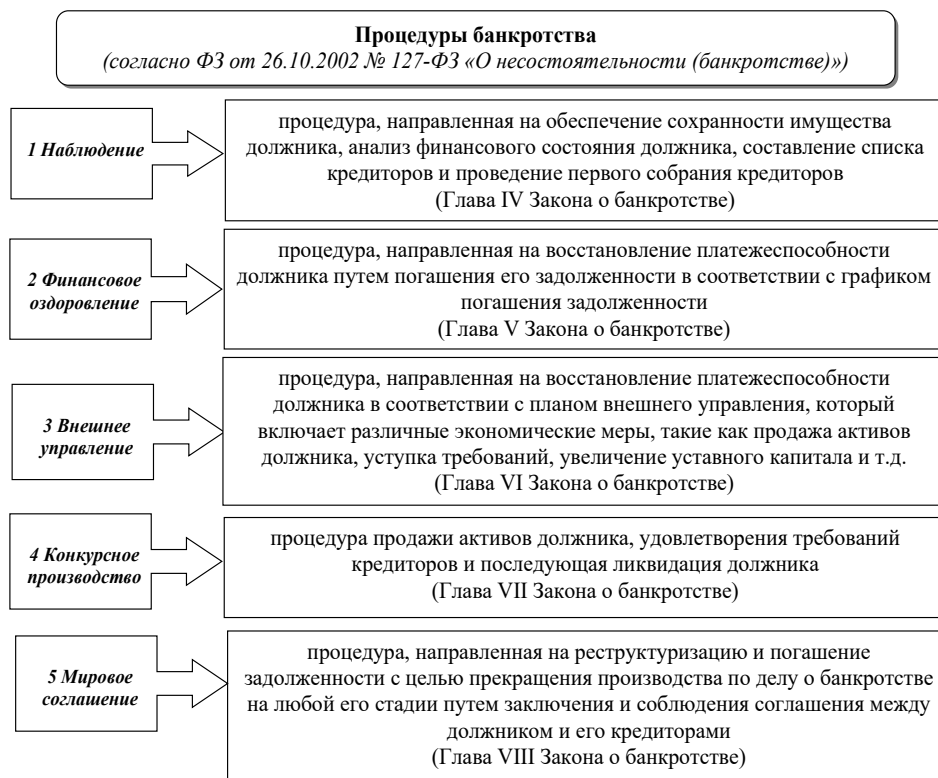 Процедуры банкротства
(согласно ФЗ от 26.10.2002 № 127-ФЗ «О несостоятельности (банкротстве)»)
1 Наблюдение
процедура, направленная на обеспечение сохранности имущества
должника, анализ финансового состояния должника, составление списка
кредиторов и проведение первого собрания кредиторов
(Глава IV Закона о банкротстве)
2 Финансовое
оздоровление
процедура, направленная на восстановление платежеспособности
должника путем погашения его задолженности в соответствии с графиком
погашения задолженности
(Глава V Закона о банкротстве)
3 Внешнее
управление
процедура, направленная на восстановление платежеспособности
должника в соответствии с планом внешнего управления, который
включает различные экономические меры, такие как продажа активов
должника, уступка требований, увеличение уставного капитала и т.д.
(Глава VI Закона о банкротстве)
4 Конкурсное
производство
процедура продажи активов должника, удовлетворения требований
кредиторов и последующая ликвидация должника
(Глава VII Закона о банкротстве)
5 Мировое
соглашение
процедура, направленная на реструктуризацию и погашение
задолженности с целью прекращения производства по делу о банкротстве
на любой его стадии путем заключения и соблюдения соглашения между
должником и его кредиторами
(Глава VIII Закона о банкротстве)